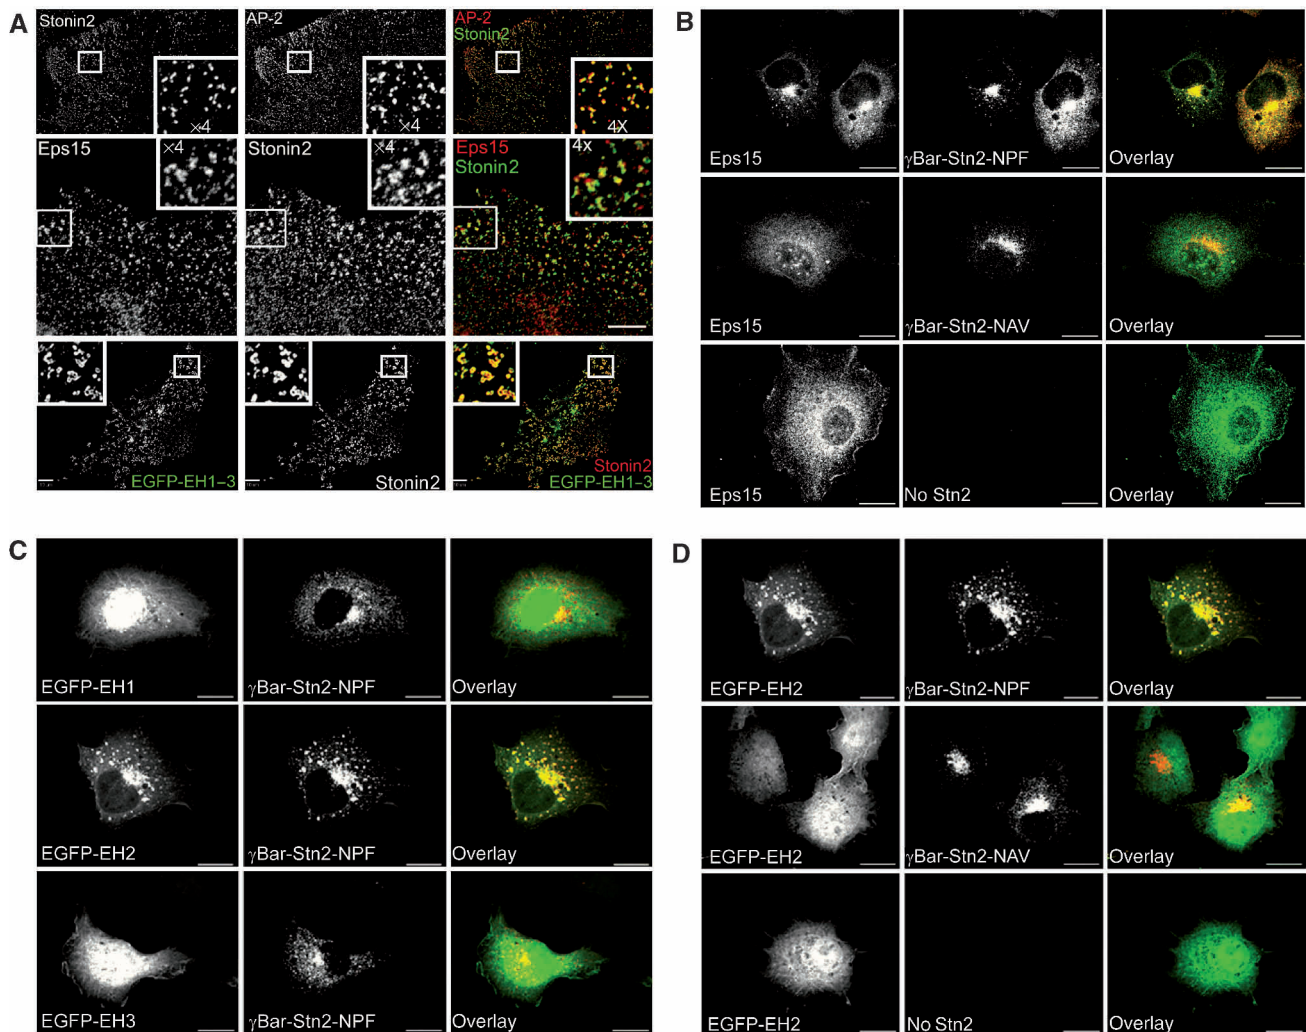 A
Stonin2
AP-2
AP-2
Stonin2
×4
×4
4X
Eps15
×4
Stonin2
×4
Eps15
Stonin2
4x
EGFP-EH1–3
Stonin2
Stonin2
EGFP-EH1–3
B
Eps15
γBar-Stn2-NPF
Overlay
Eps15
γBar-Stn2-NAV
Overlay
Eps15
No Stn2
Overlay
C
EGFP-EH1
γBar-Stn2-NPF
Overlay
EGFP-EH2
γBar-Stn2-NPF
Overlay
EGFP-EH3
γBar-Stn2-NPF
Overlay
D
EGFP-EH2
γBar-Stn2-NPF
Overlay
EGFP-EH2
γBar-Stn2-NAV
Overlay
EGFP-EH2
No Stn2
Overlay